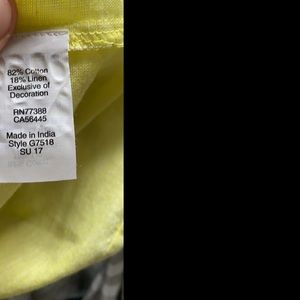 82% Cotton
18% Linen
Exclusive of
Decoration
RN77388
CA56445
Made in India
Style G7518
SU 17